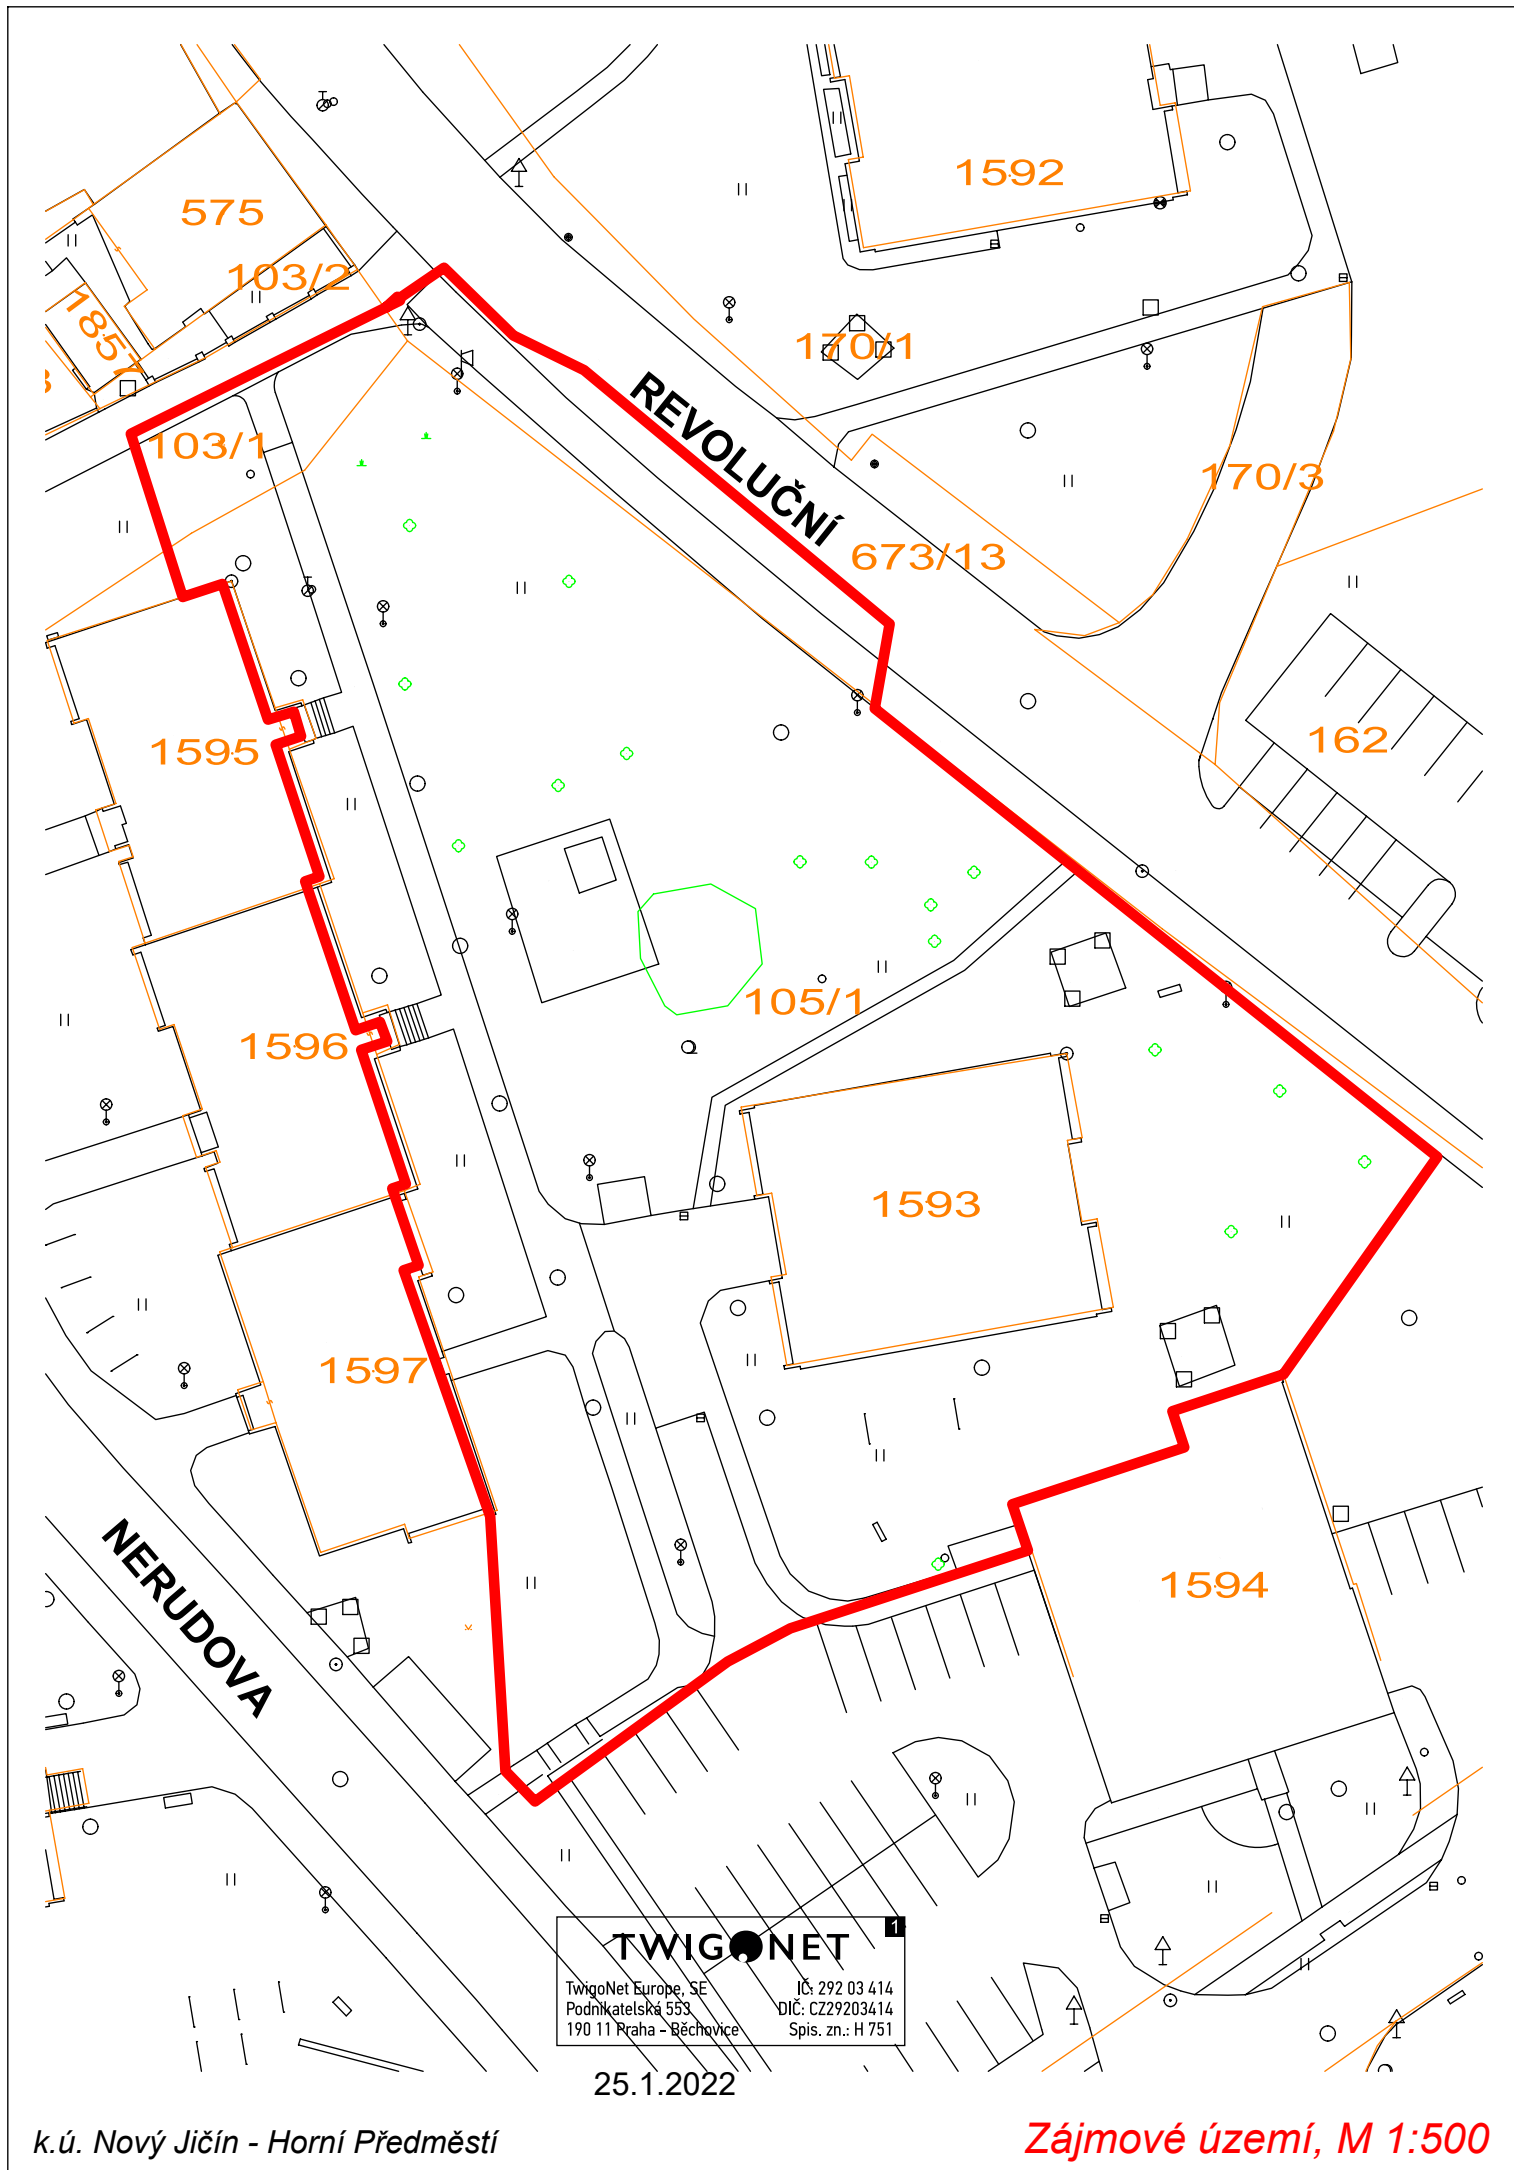 1592
575
103/2
1857
170/1
REVOLUČNÍ
103/1
170/3
673/13
162
1595
105/1
1596
1593
1597
1594
NERUDOVA
1
TWIGONET
TwigoNet Europe, SE IČ: 292 03 414
Podnikatelská 553 DIČ: CZ29203414
190 11 Praha – Běchovice Spis. zn.: H 751
25.1.2022
k.ú. Nový Jičín - Horní Předměstí
Zájmové území, M 1:500